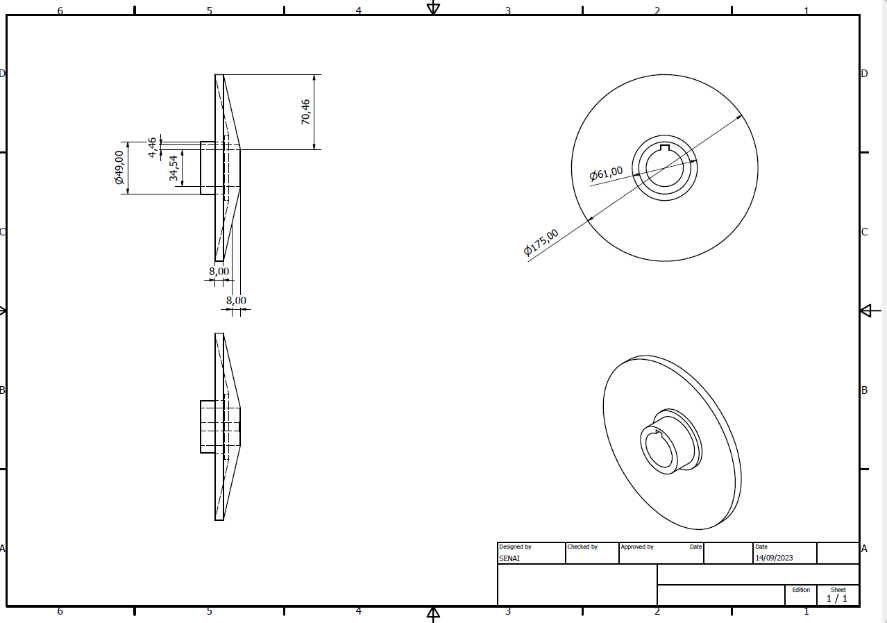 6 5 4 3 2 1
D D
70,46
4,46
Ø49,00
34,54
Ø61,00
Ø175,00
C C
8,00
8,00
B B
A A
Designed by Checked by Approved by Date Date
SENAI 14/09/2023
Edition Sheet
1 / 1
6 5 4 3 2 1